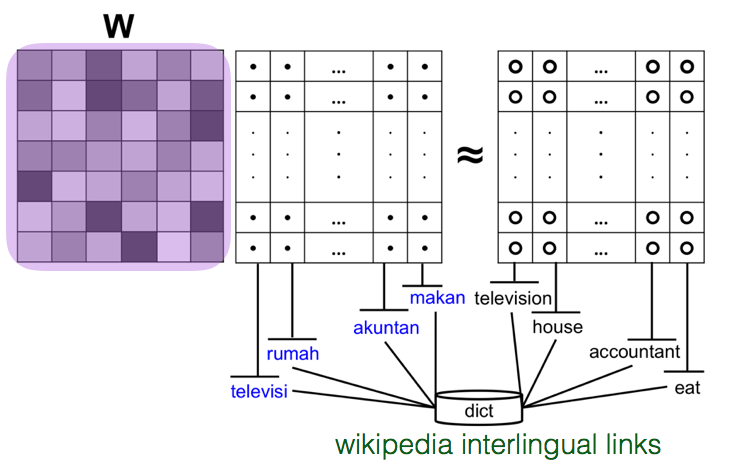 W
... ...
... ...
≈
... ...
... ...
makan television
akuntan house
rumah accountant
televisi eat
dict
wikipedia interlingual links